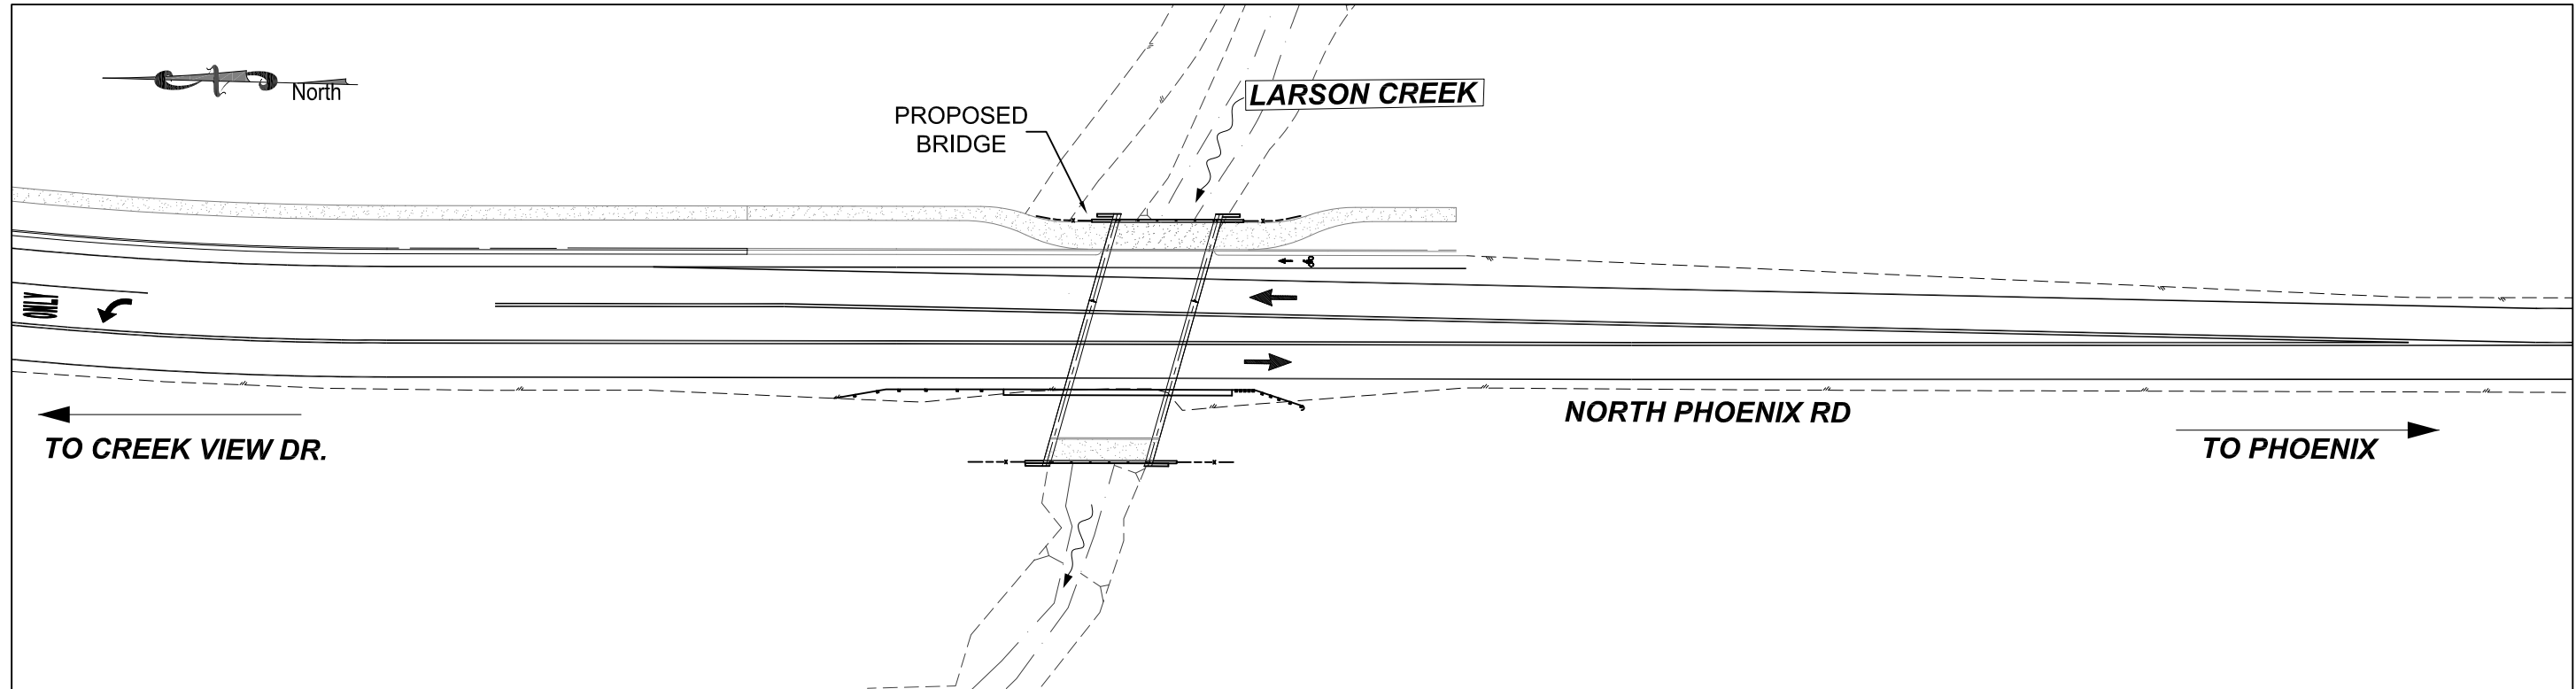 North
PROPOSED
BRIDGE
LARSON CREEK
ONLY
NORTH PHOENIX RD
TO CREEK VIEW DR.
TO PHOENIX